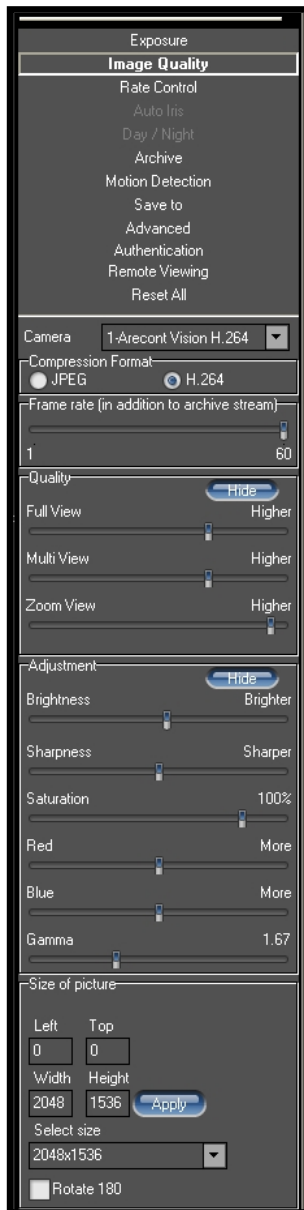 Exposure
Image Quality
Rate Control
Auto Iris
Day / Night
Archive
Motion Detection
Save to
Advanced
Authentication
Remote Viewing
Reset All
Camera 1-Arecont Vision H.264
Compression Format
JPEG H.264
Frame rate (in addition to archive stream)
1 60
Quality
Hide
Full View Higher
Multi View Higher
Zoom View Higher
Adjustment
Hide
Brightness Brighter
Sharpness Sharper
Saturation 100%
Red More
Blue More
Gamma 1.67
Size of picture
Left Top
0 0
Width Height
2048 1536 Apply
Select size
2048x1536
Rotate 180